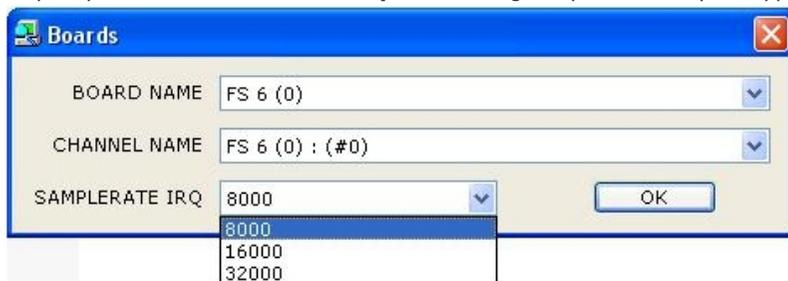 Boards
BOARD NAME FS 6 (0)
CHANNEL NAME FS 6 (0) : (#0)
SAMPLERATE IRQ 8000 OK
8000
16000
32000